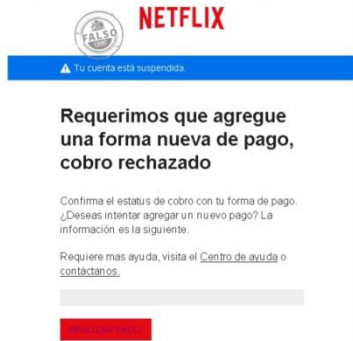 FALSO
NETFLIX
Tu cuenta está suspendida.
Requerimos que agregue
una forma nueva de pago,
cobro rechazado
Confirma el estatus de cobro con tu forma de pago.
¿Deseas intentar agregar un nuevo pago? La
información es la siguiente.
Requiere mas ayuda, visita el Centro de ayuda o
contáctanos.
REALIZAR PAGO